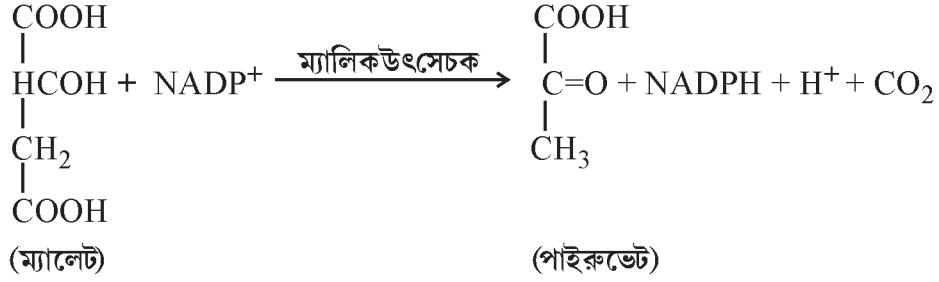 COOH COOH
ম্যালিকউৎসেচক
HCOH + NADP⁺ C=O + NADPH + H⁺ + CO₂
CH₂ CH₃
COOH
(ম্যালেট) (পাইরুভেট)